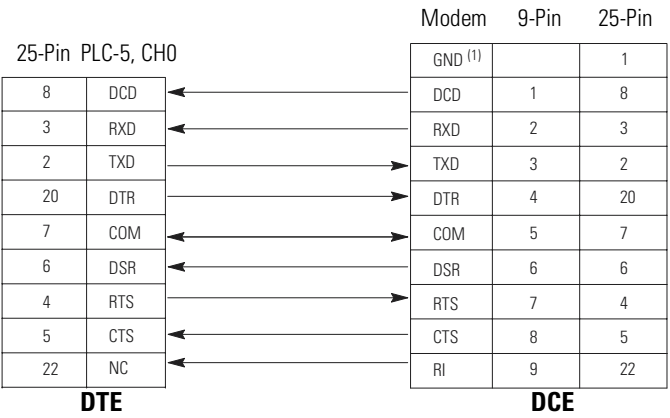 Modem 9-Pin 25-Pin
25-Pin PLC-5, CH0
GND (1) 1
8 DCD DCD 1 8
3 RXD RXD 2 3
2 TXD TXD 3 2
20 DTR DTR 4 20
7 COM COM 5 7
6 DSR DSR 6 6
4 RTS RTS 7 4
5 CTS CTS 8 5
22 NC RI 9 22
DTE DCE